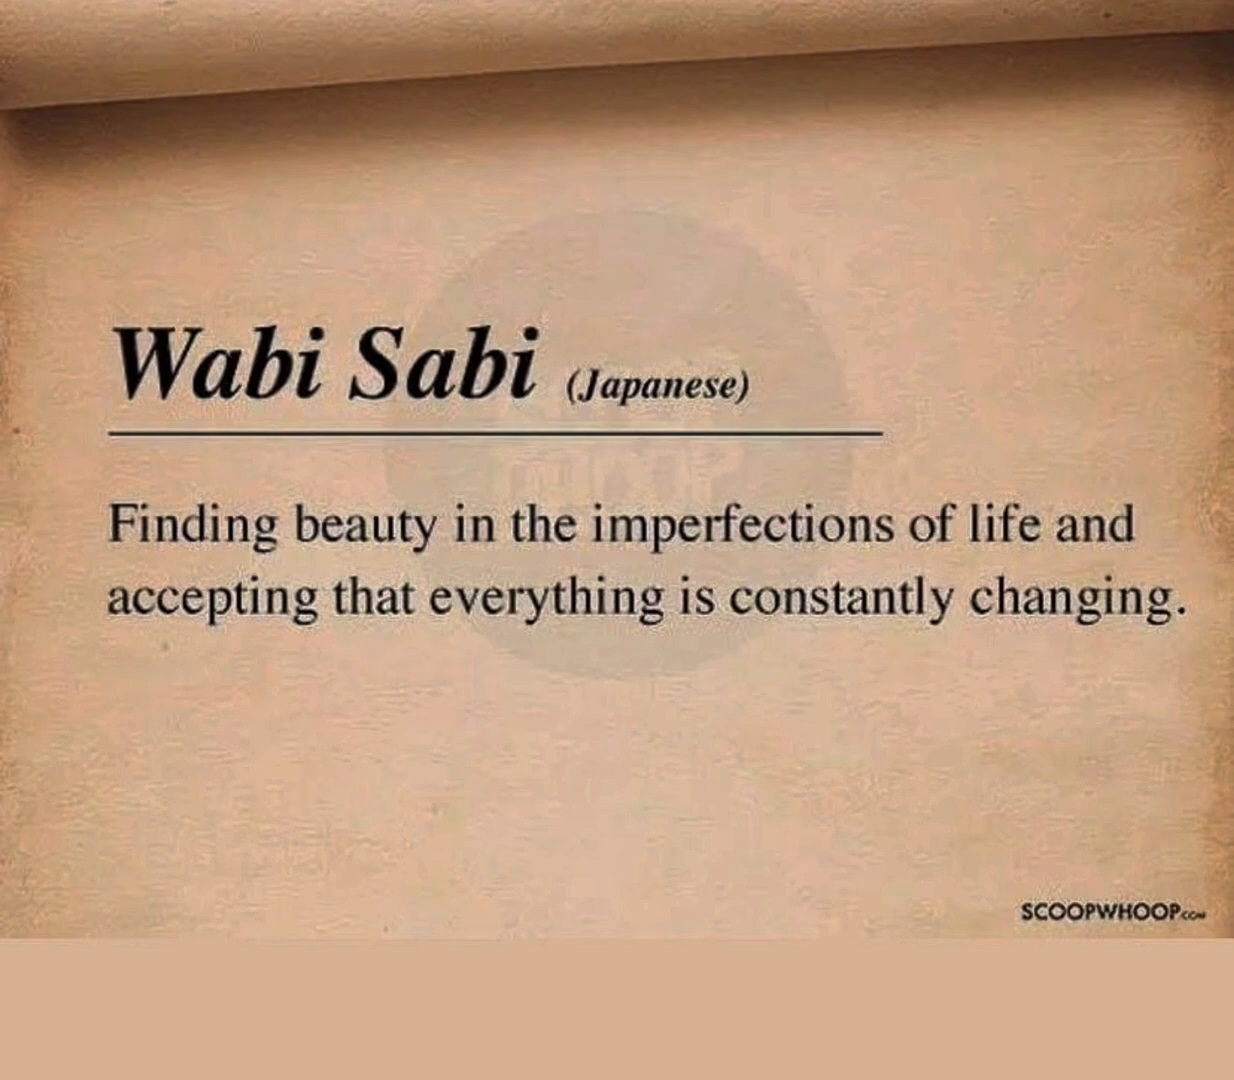 Wabi Sabi (Japanese)
Finding beauty in the imperfections of life and
accepting that everything is constantly changing.
SCOOPWHOOP.COM